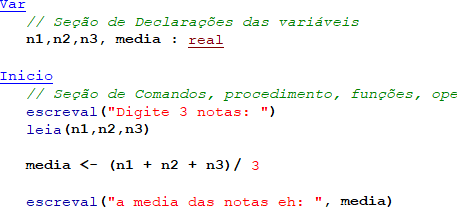 Var
// Seção de Declarações das variáveis
n1,n2,n3, media : real
Inicio
// Seção de Comandos, procedimento, funções, ope
escreval("Digite 3 notas: ")
leia(n1,n2,n3)
media <- (n1 + n2 + n3)/ 3
escreval("a media das notas eh: ", media)